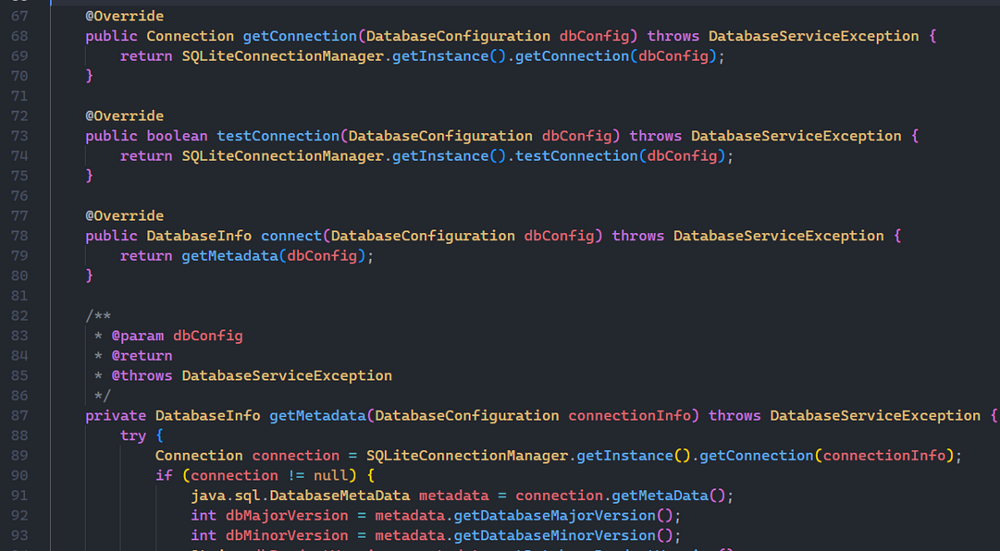 67 @Override
68 public Connection getConnection(DatabaseConfiguration dbConfig) throws DatabaseServiceException {
69 return SQLiteConnectionManager.getInstance().getConnection(dbConfig);
70 }
71
72 @Override
73 public boolean testConnection(DatabaseConfiguration dbConfig) throws DatabaseServiceException {
74 return SQLiteConnectionManager.getInstance().testConnection(dbConfig);
75 }
76
77 @Override
78 public DatabaseInfo connect(DatabaseConfiguration dbConfig) throws DatabaseServiceException {
79 return getMetadata(dbConfig);
80 }
81
82 /**
83 * @param dbConfig
84 * @return
85 * @throws DatabaseServiceException
86 */
87 private DatabaseInfo getMetadata(DatabaseConfiguration connectionInfo) throws DatabaseServiceException {
88 try {
89 Connection connection = SQLiteConnectionManager.getInstance().getConnection(connectionInfo);
90 if (connection != null) {
91 java.sql.DatabaseMetaData metadata = connection.getMetaData();
92 int dbMajorVersion = metadata.getDatabaseMajorVersion();
93 int dbMinorVersion = metadata.getDatabaseMinorVersion();